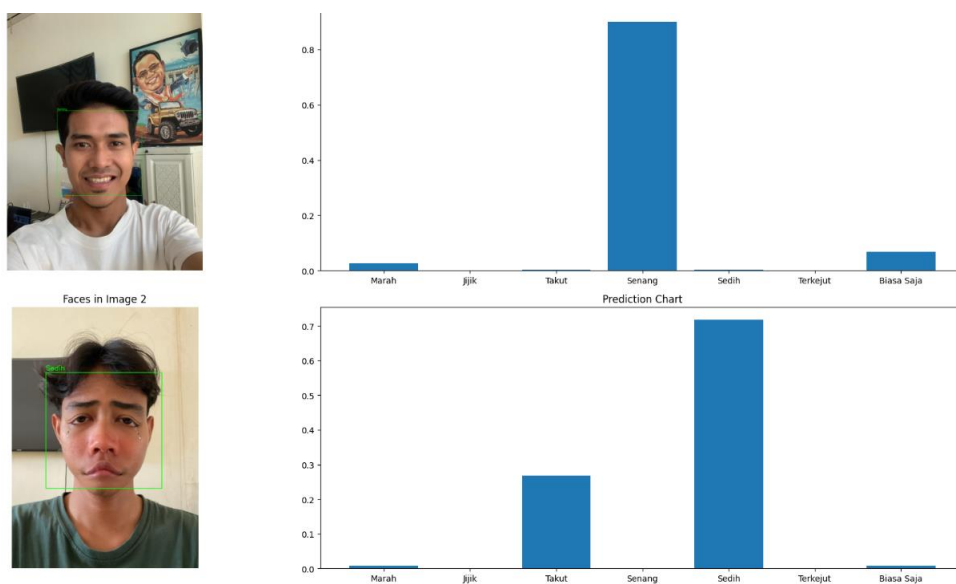 0.8
0.6
0.4
0.2
0.0
Marah Jijik Takut Senang Sedih Terkejut Biasa Saja
Faces in Image 2
Prediction Chart
Sedih
0.7
0.6
0.5
0.4
0.3
0.2
0.1
0.0
Marah Jijik Takut Senang Sedih Terkejut Biasa Saja